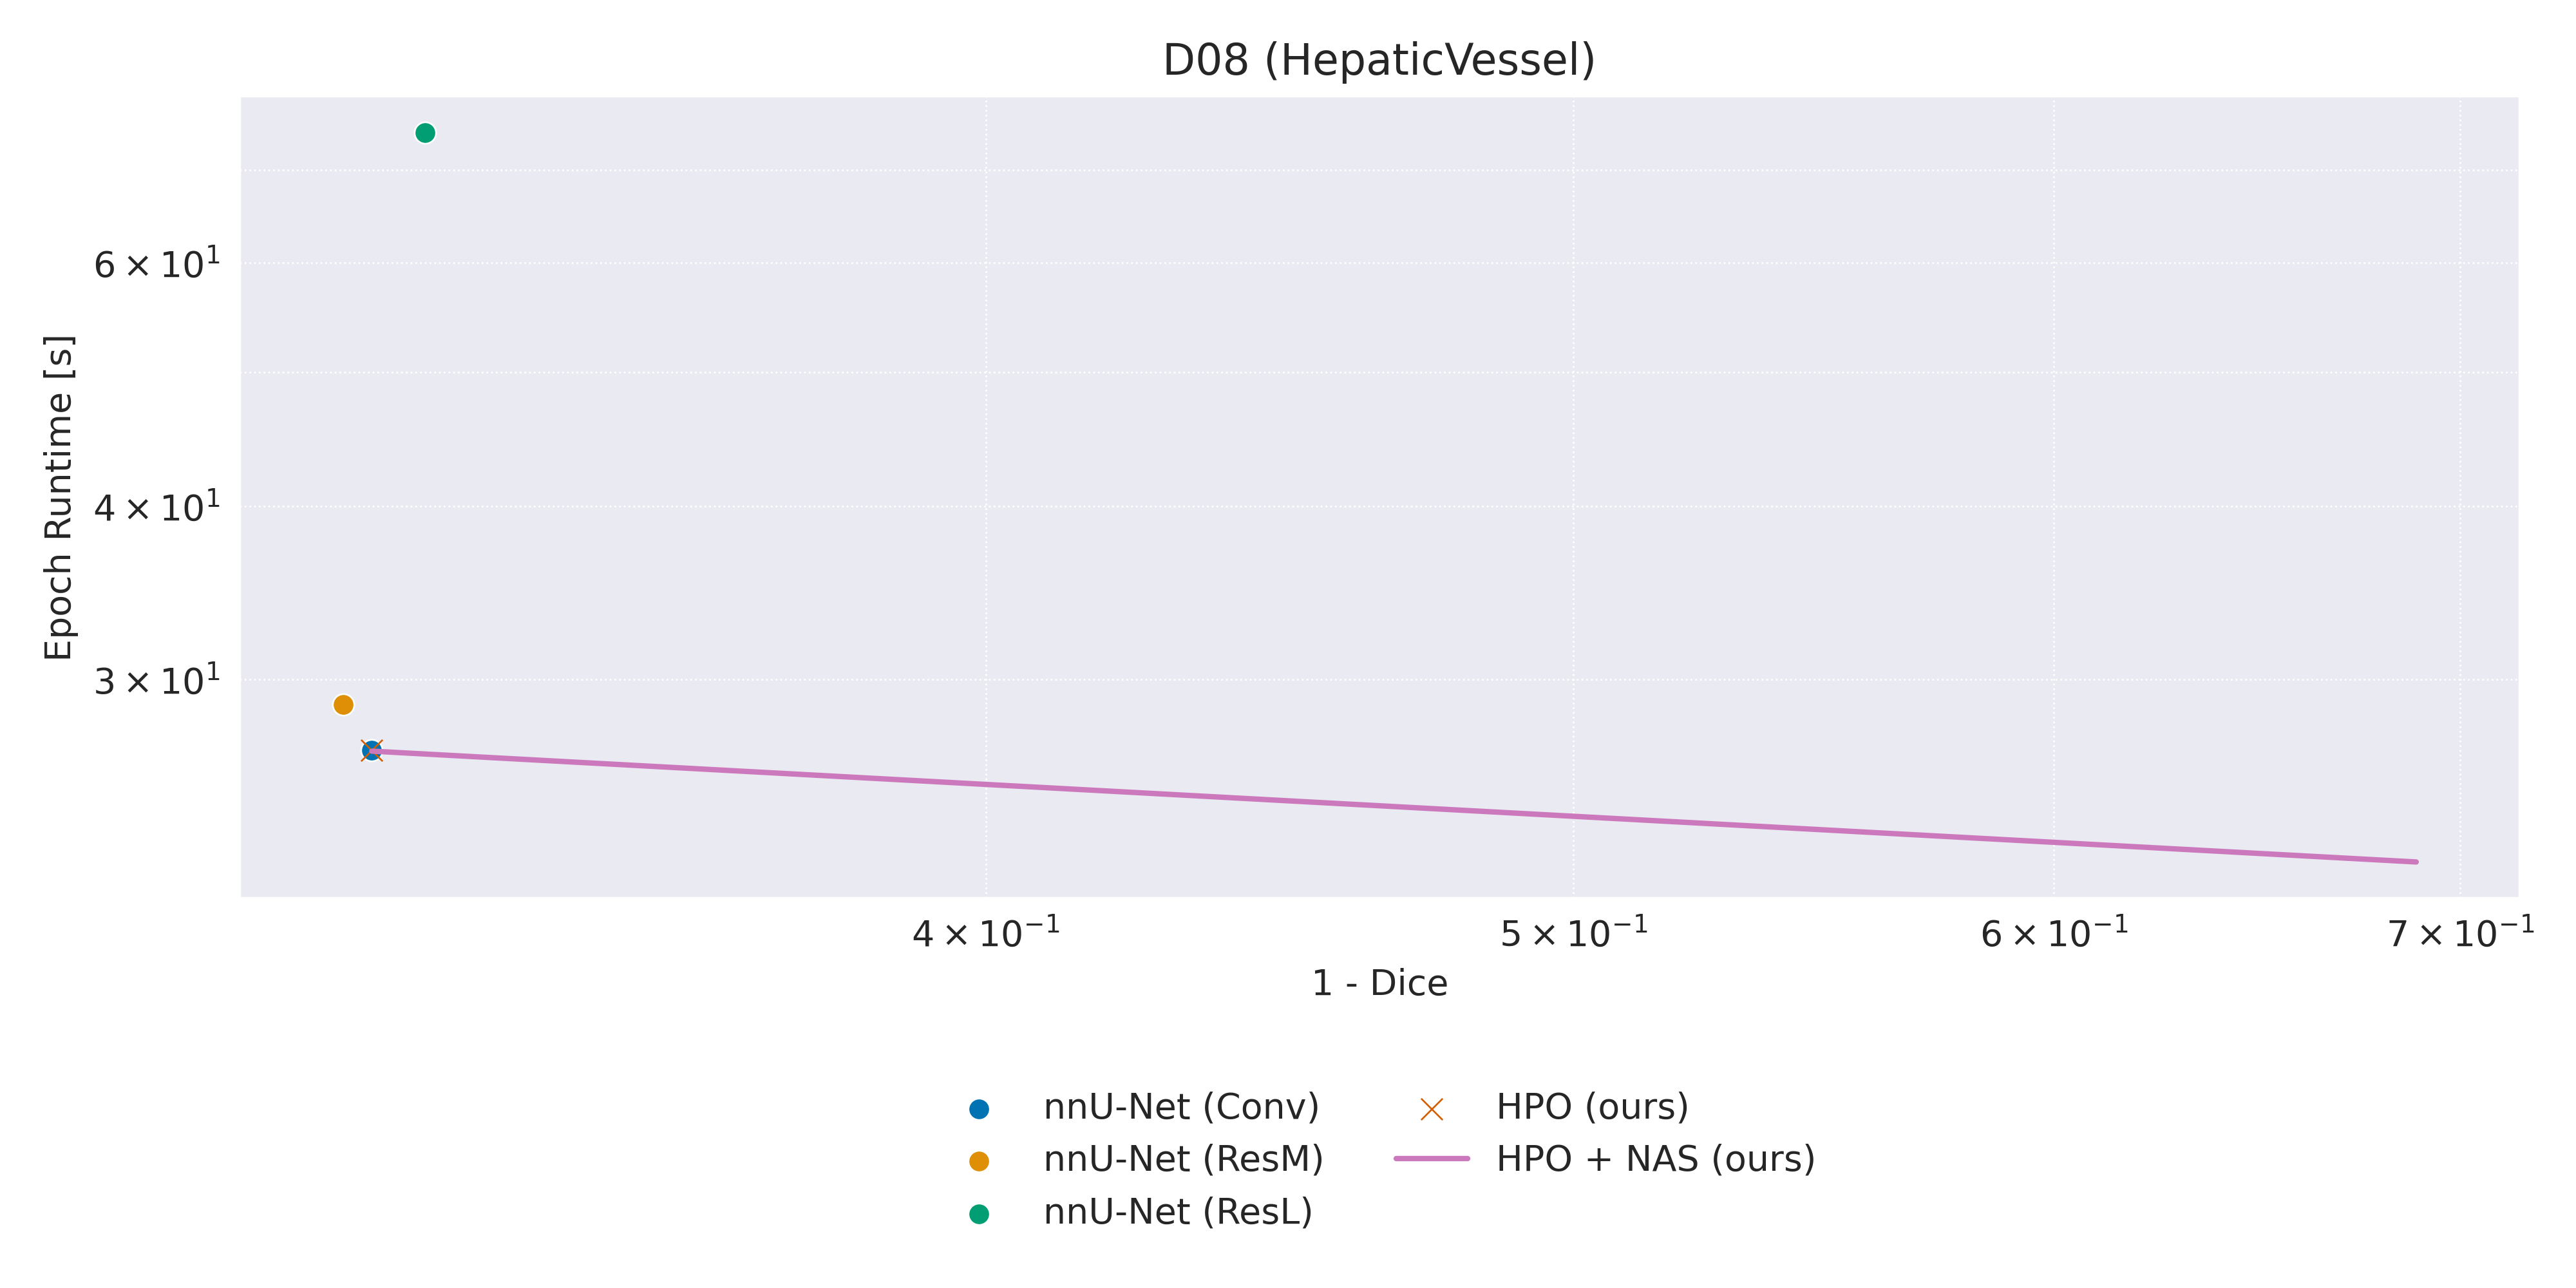 D08 (HepaticVessel)
Epoch Runtime [s]
6 × 10¹
4 × 10¹
3 × 10¹
4 × 10⁻¹ 5 × 10⁻¹ 6 × 10⁻¹ 7 × 10⁻¹
1 - Dice
nnU-Net (Conv)
nnU-Net (ResM)
nnU-Net (ResL)
HPO (ours)
HPO + NAS (ours)